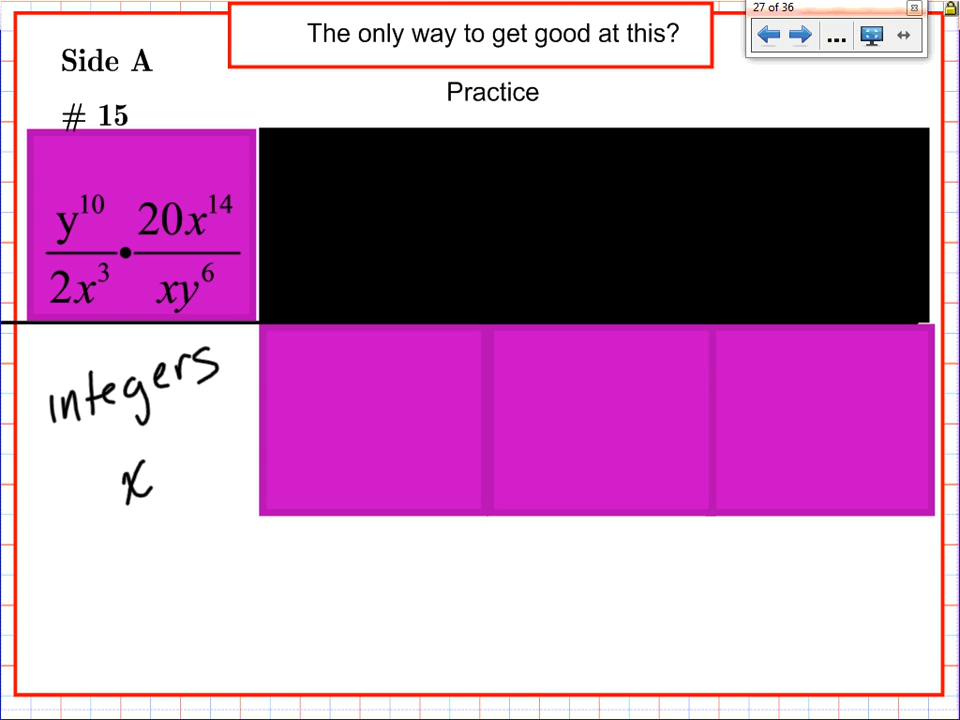 27 of 36
The only way to get good at this?
Side A
Practice
# 15
y^10/2x^3 • 20x^14/xy^6
integers
x